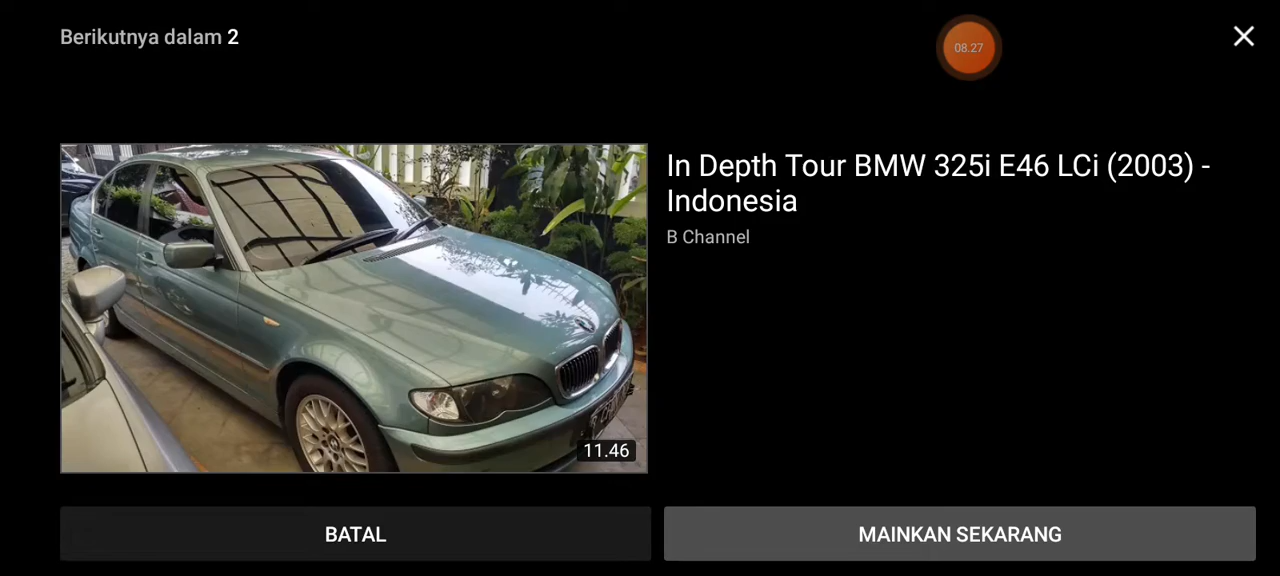 Berikutnya dalam 2
08.27
In Depth Tour BMW 325i E46 LCi (2003) -
Indonesia
B Channel
11.46
BATAL
MAINKAN SEKARANG